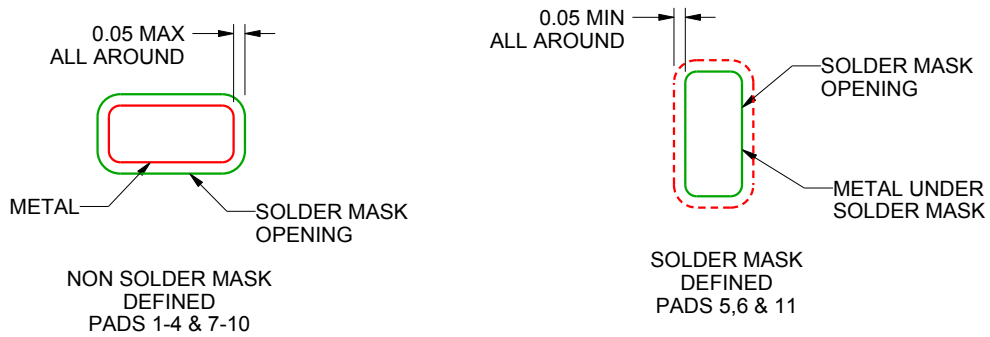 0.05 MAX
ALL AROUND
METAL
SOLDER MASK
OPENING
NON SOLDER MASK
DEFINED
PADS 1-4 & 7-10
0.05 MIN
ALL AROUND
SOLDER MASK
OPENING
METAL UNDER
SOLDER MASK
SOLDER MASK
DEFINED
PADS 5,6 & 11